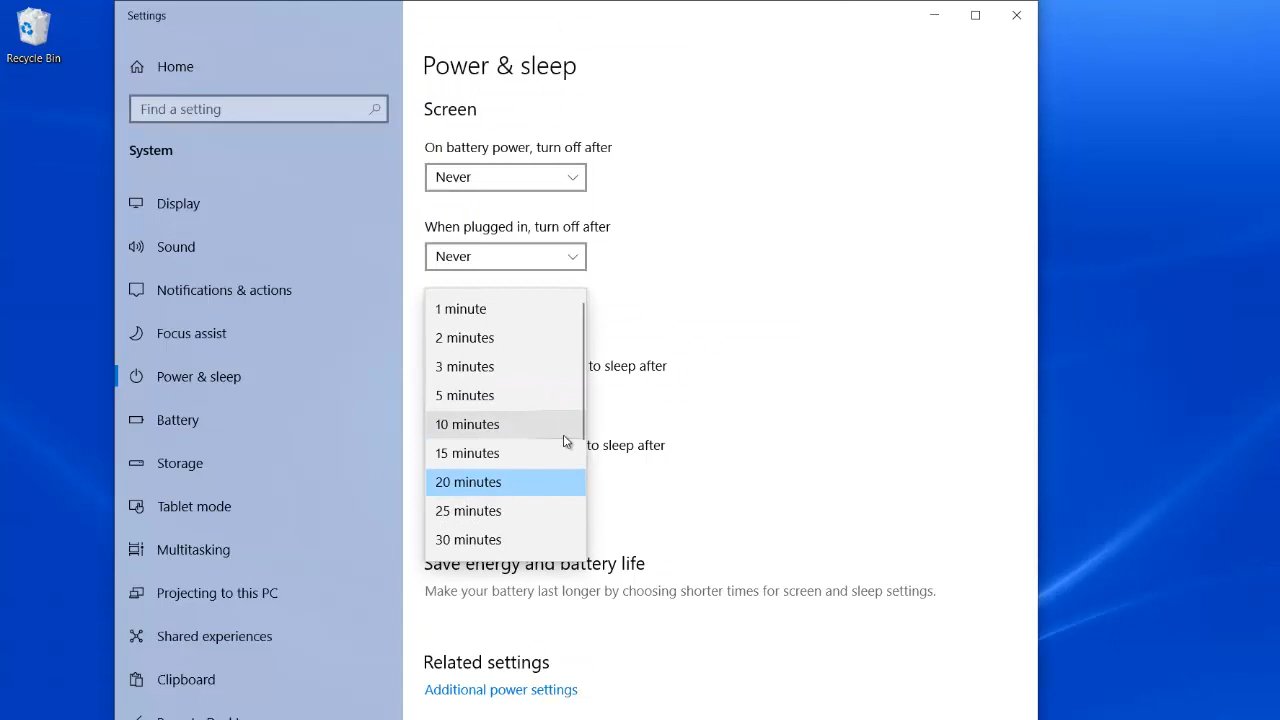 Recycle Bin
Settings
Home
Find a setting
System
Display
Sound
Notifications & actions
Focus assist
Power & sleep
Battery
Storage
Tablet mode
Multitasking
Projecting to this PC
Shared experiences
Clipboard
Power & sleep
Screen
On battery power, turn off after
Never
When plugged in, turn off after
Never
1 minute
2 minutes
3 minutes
to sleep after
5 minutes
10 minutes
to sleep after
15 minutes
20 minutes
25 minutes
30 minutes
Save energy and battery life
Make your battery last longer by choosing shorter times for screen and sleep settings.
Related settings
Additional power settings